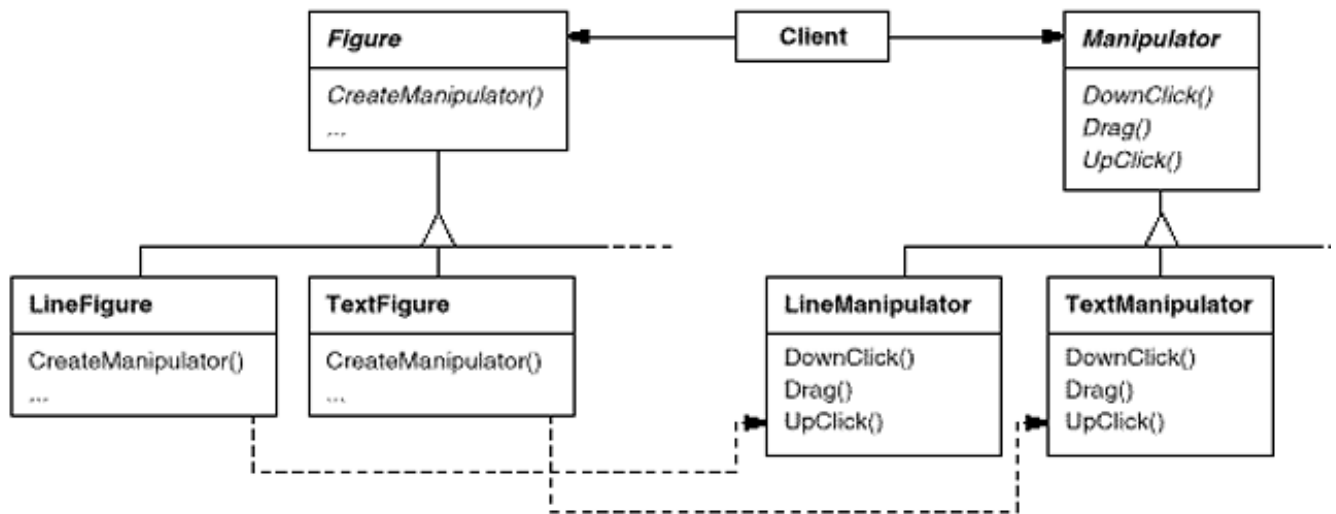 Figure
CreateManipulator()
...
Client
Manipulator
DownClick()
Drag()
UpClick()
LineFigure
CreateManipulator()
...
TextFigure
CreateManipulator()
...
LineManipulator
DownClick()
Drag()
UpClick()
TextManipulator
DownClick()
Drag()
UpClick()